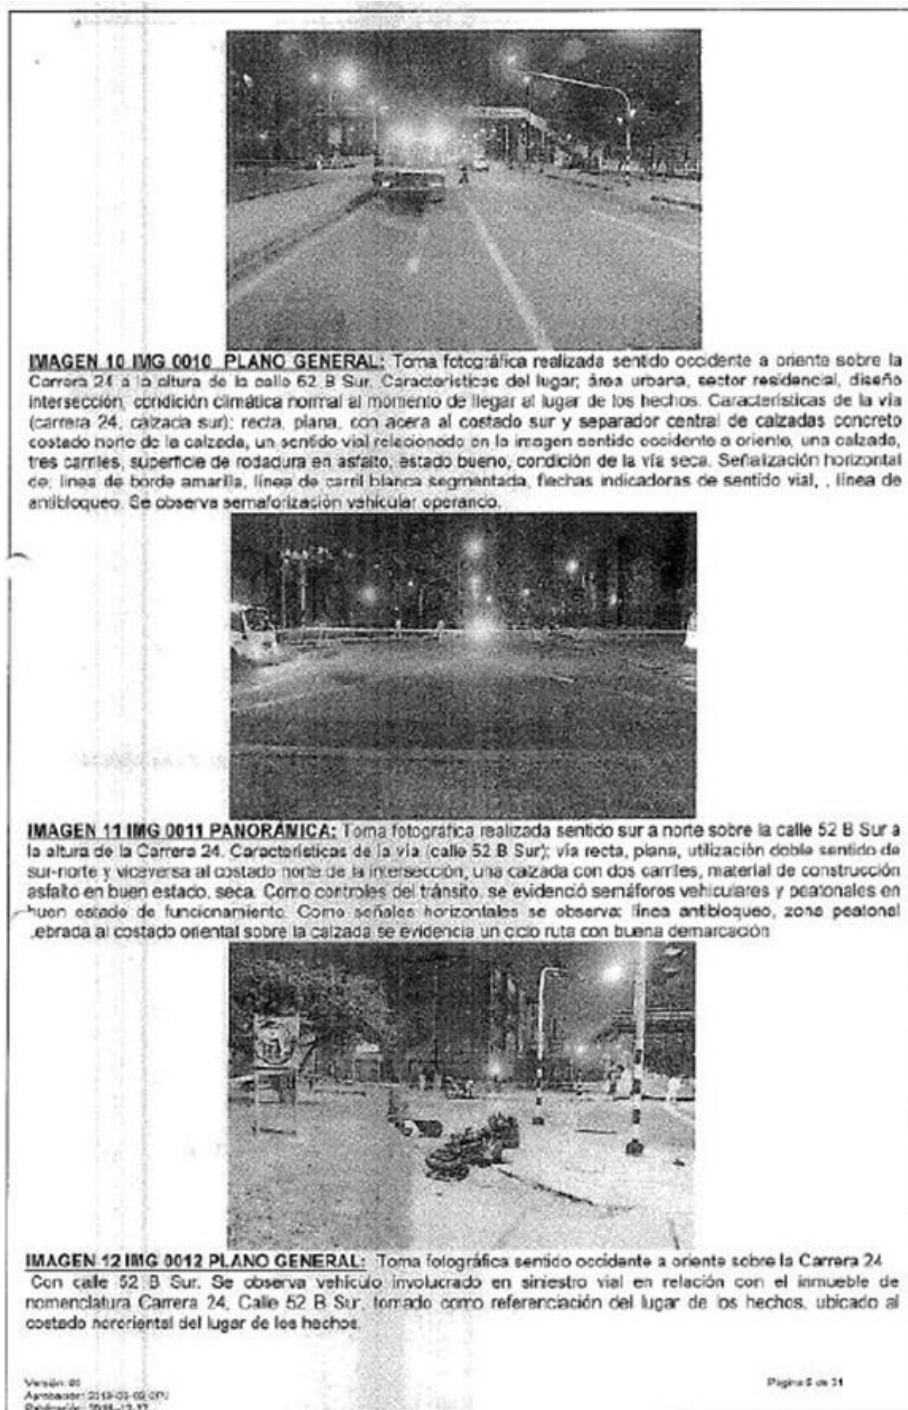 IMAGEN 10 IMG 0010 PLANO GENERAL: Toma fotográfica realizada sentido occidente a oriente sobre la
Carrera 24 a la altura de la calle 52 B Sur. Características del lugar; área urbana, sector residencial, diseño
intersección, condición climática normal al momento de llegar al lugar de los hechos. Características de la vía
(carrera 24, calzada sur): recta, plana, con acera al costado sur y separador central de calzadas concreto
costado norte de la calzada, un sentido vial relacionado en la imagen sentido occidente a oriente, una calzada,
tres carriles, superficie de rodadura en asfalto, estado bueno, condición de la vía seca. Señalización horizontal
de: línea de borde amarilla, línea de carril blanca segmentada, flechas indicadoras de sentido vial, , línea de
antibloqueo. Se observa semaforización vehicular operando.
IMAGEN 11 IMG 0011 PANORÁMICA: Toma fotográfica realizada sentido sur a norte sobre la calle 52 B Sur a
la altura de la Carrera 24. Características de la vía (calle 52 B Sur): vía recta, plana, utilización doble sentido de
sur-norte y viceversa al costado norte de la intersección, una calzada con dos carriles, material de construcción
asfalto en buen estado, seca. Como controles del tránsito, se evidenció semáforos vehiculares y peatonales en
buen estado de funcionamiento. Como señales horizontales se observa: línea antibloqueo, zona peatonal
cebrada al costado oriental sobre la calzada se evidencia un ciclo ruta con buena demarcación
IMAGEN 12 IMG 0012 PLANO GENERAL: Toma fotográfica sentido occidente a oriente sobre la Carrera 24
Con calle 52 B Sur. Se observa vehículo involucrado en siniestro vial en relación con el inmueble de
nomenclatura Carrera 24, Calle 52 B Sur, tomado como referenciación del lugar de los hechos, ubicado al
costado nororiental del lugar de los hechos.
Versión: 00
Aprobación:
Publicación:
Página 5 de 31